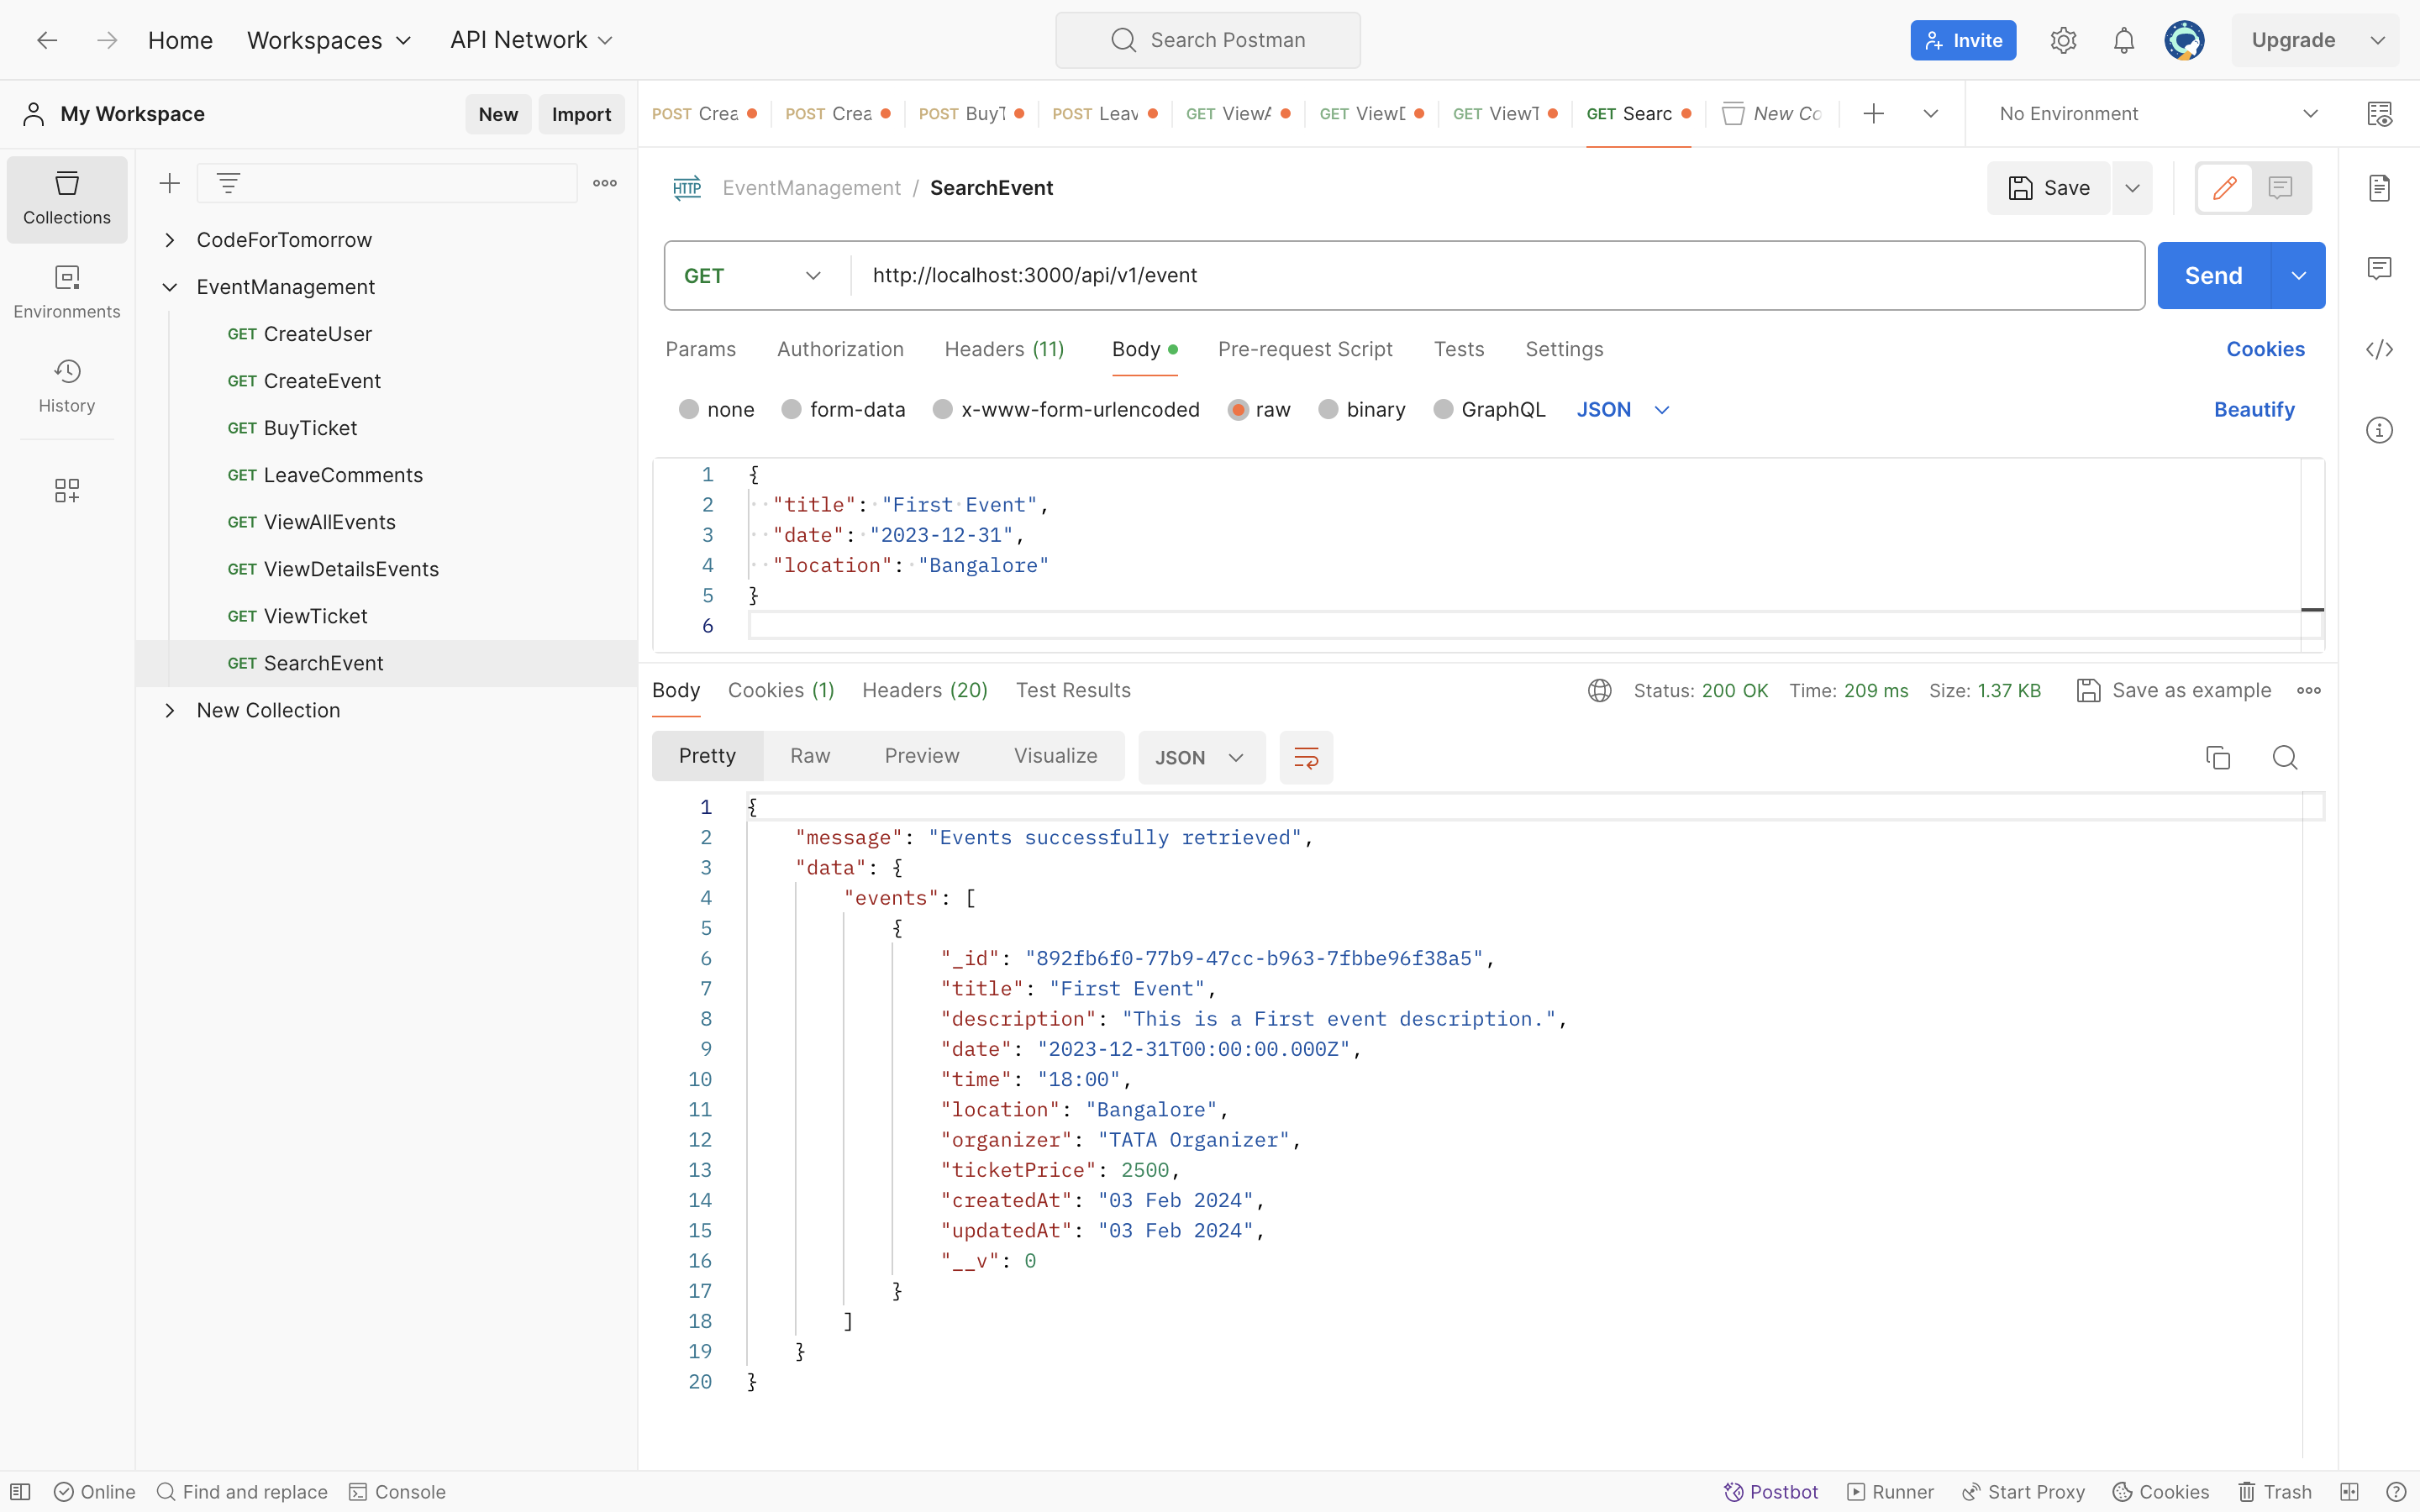 Home Workspaces API Network Search Postman Invite Upgrade
My Workspace New Import
POST Crea POST Crea POST BuyT POST Leav GET ViewA GET ViewD GET ViewT GET Searc New Co No Environment
Collections
Environments
History
CodeForTomorrow
EventManagement
GET CreateUser
GET CreateEvent
GET BuyTicket
GET LeaveComments
GET ViewAllEvents
GET ViewDetailsEvents
GET ViewTicket
GET SearchEvent
New Collection
HTTP EventManagement / SearchEvent Save
GET http://localhost:3000/api/v1/event Send
Params Authorization Headers (11) Body Pre-request Script Tests Settings Cookies
none form-data x-www-form-urlencoded raw binary GraphQL JSON Beautify
1 {
2 "title": "First Event",
3 "date": "2023-12-31",
4 "location": "Bangalore"
5 }
6
Body Cookies (1) Headers (20) Test Results Status: 200 OK Time: 209 ms Size: 1.37 KB Save as example
Pretty Raw Preview Visualize JSON
1 {
2 "message": "Events successfully retrieved",
3 "data": {
4 "events": [
5 {
6 "_id": "892fb6f0-77b9-47cc-b963-7fbbe96f38a5",
7 "title": "First Event",
8 "description": "This is a First event description.",
9 "date": "2023-12-31T00:00:00.000Z",
10 "time": "18:00",
11 "location": "Bangalore",
12 "organizer": "TATA Organizer",
13 "ticketPrice": 2500,
14 "createdAt": "03 Feb 2024",
15 "updatedAt": "03 Feb 2024",
16 "__v": 0
17 }
18 ]
19 }
20 }
Online Find and replace Console Postbot Runner Start Proxy Cookies Trash